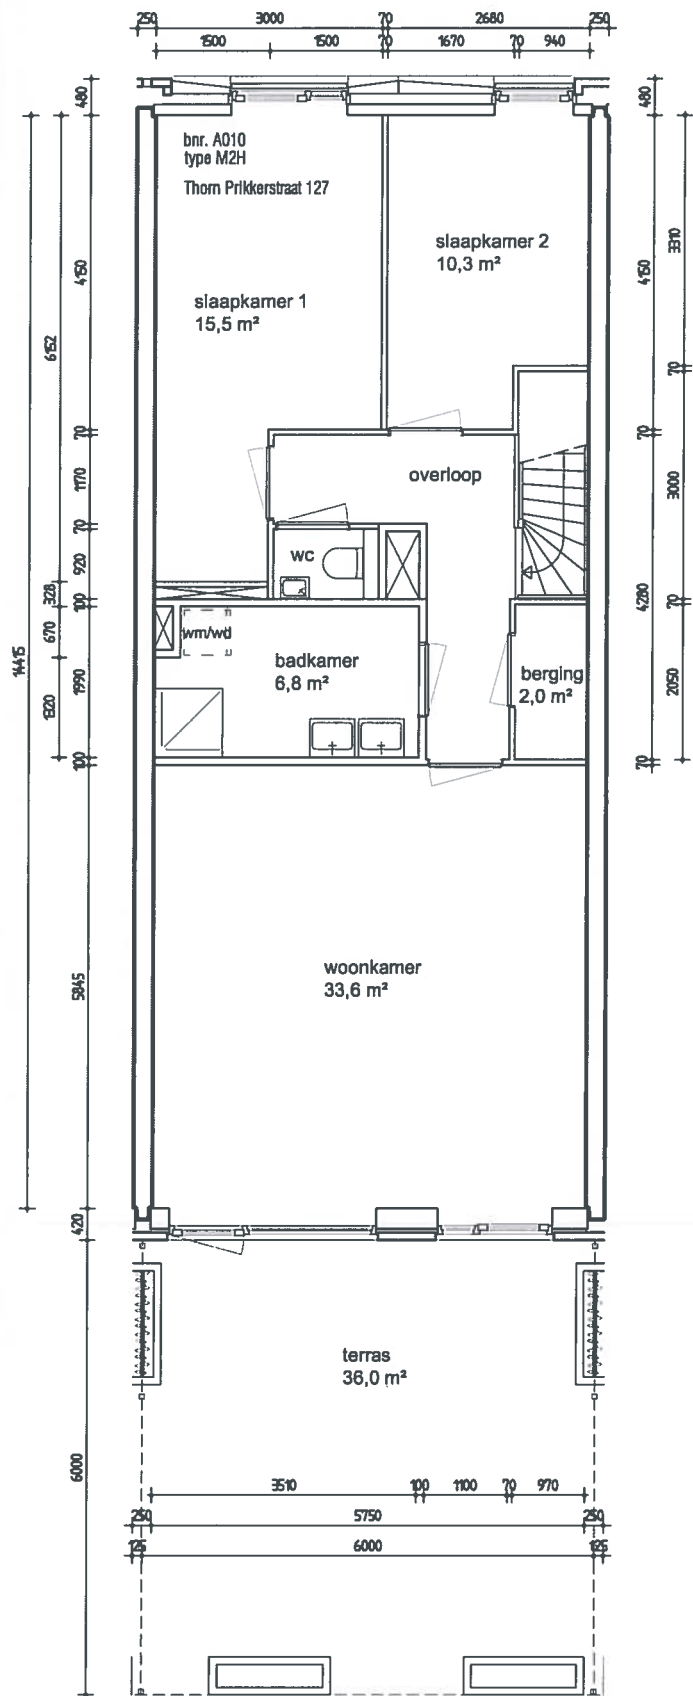 250 3000 70 2680 250
1500 1500 70 1670 70 940
480
480
bnr. A010
type M2H
Thorn Prikkerstraat 127
slaapkamer 2
10,3 m²
slaapkamer 1
15,5 m²
4150
6152
4150
3310
70
70
70
overloop
1170
3000
70
wc
920
328
100
4280
70
14415
670
wm/wd
badkamer
6,8 m²
berging
2,0 m²
1990
1320
2050
100
70
woonkamer
33,6 m²
5845
420
terras
36,0 m²
6000
3510 100 1100 70 970
250 5750 250
125 6000 125